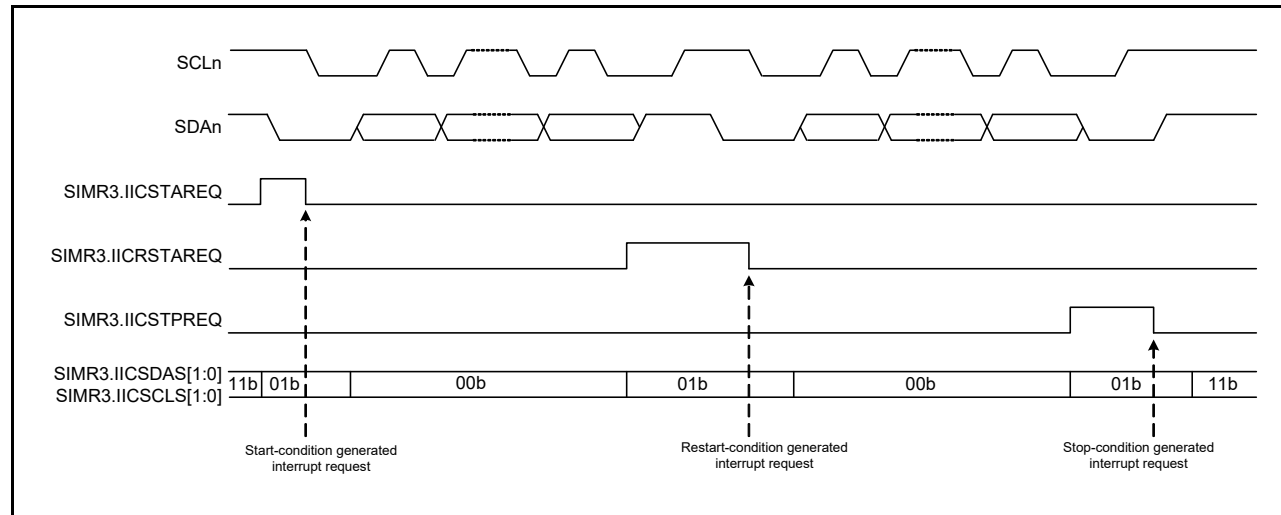 SCLn
SDAn
SIMR3.IICSTAREQ
SIMR3.IICRSTAREQ
SIMR3.IICSTPREQ
SIMR3.IICSDAS[1:0]
SIMR3.IICSCLS[1:0]
11b 01b 00b 01b 00b 01b 11b
Start-condition generated
interrupt request
Restart-condition generated
interrupt request
Stop-condition generated
interrupt request